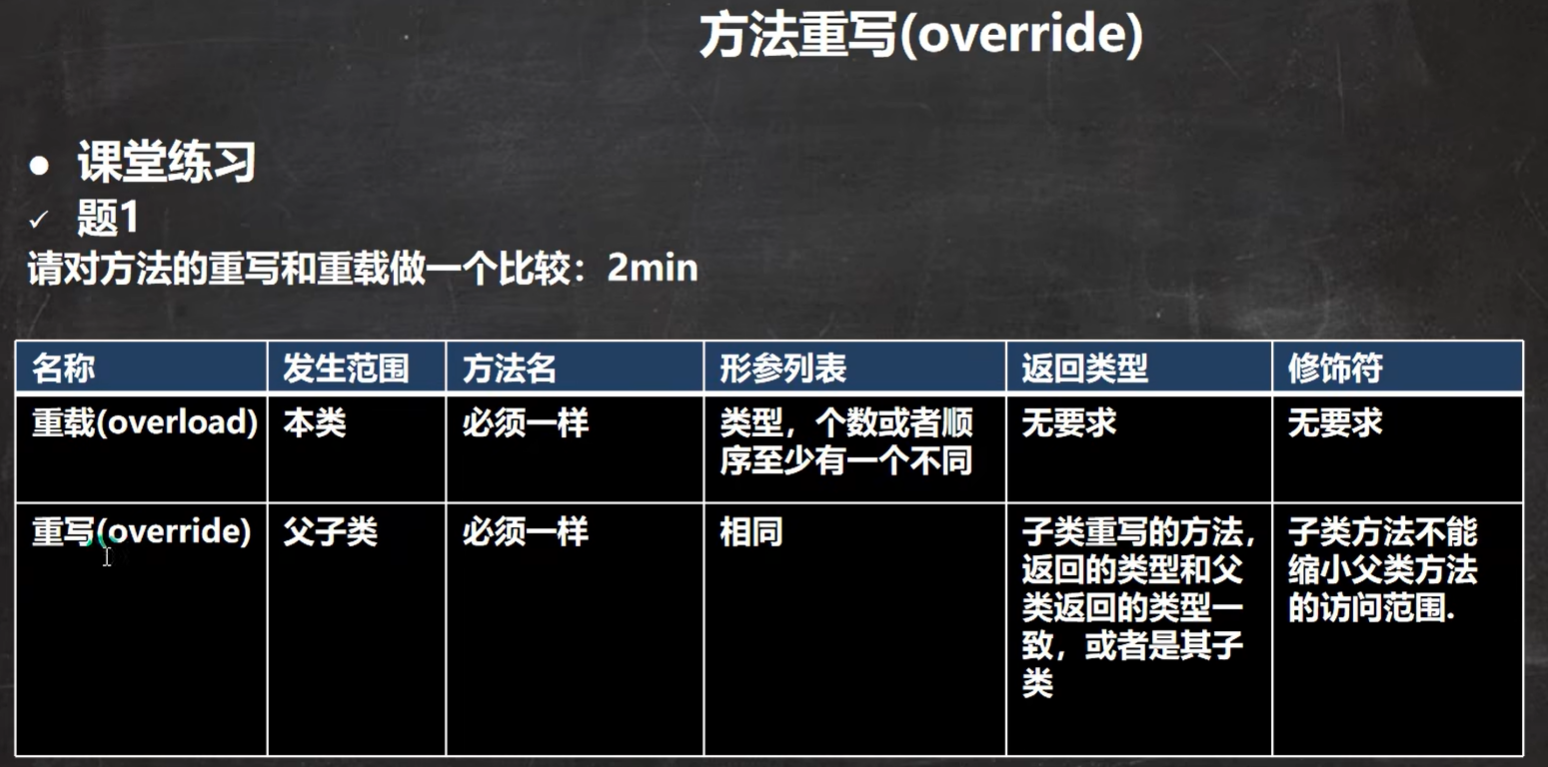 方法重写(override)
● 课堂练习
✓ 题1
请对方法的重写和重载做一个比较：2min
名称 发生范围 方法名 形参列表 返回类型 修饰符
重载(overload) 本类 必须一样 类型，个数或者顺 无要求 无要求
序至少有一个不同
重写(override) 父子类 必须一样 相同 子类重写的方法， 子类方法不能
返回的类型和父 缩小父类方法
类返回的类型一 的访问范围.
致，或者是其子
类